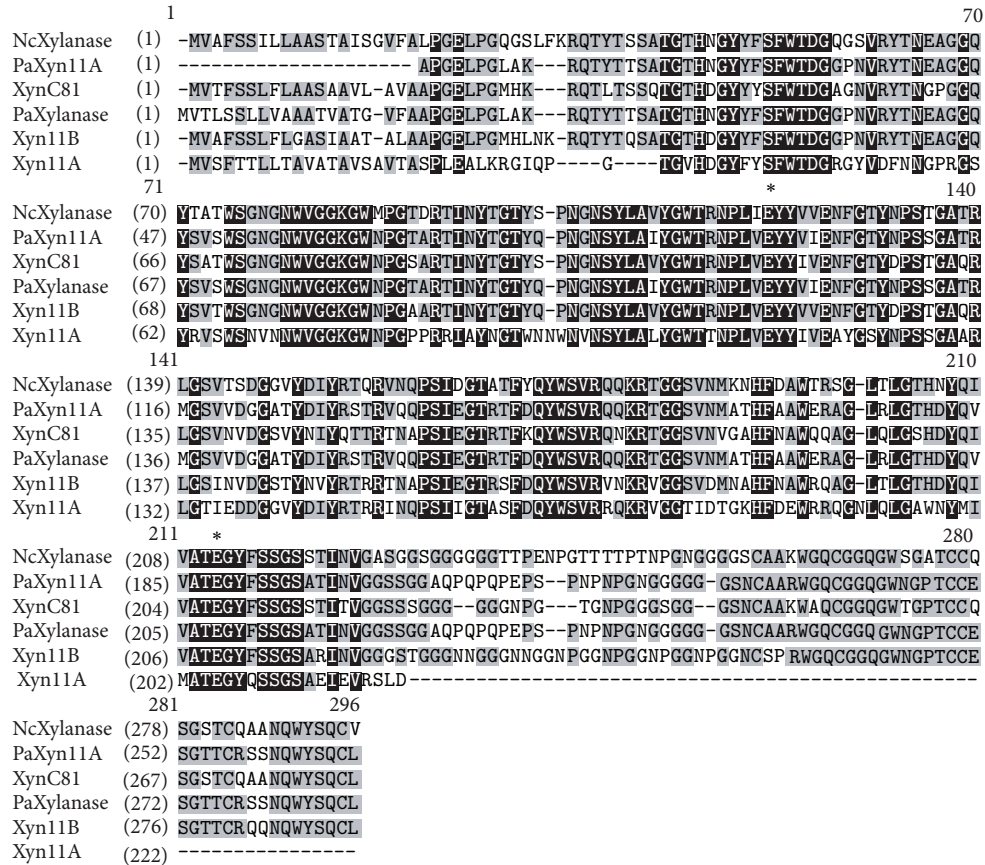 1 70
NcXylanase (1) -MVAFSSILLAASTAISGVFALPGELPGQGSLFKRQTYTSSATGTHNGYYFSFWTDGQGSVRYTNEAGGQ
PaXyn11A (1) ---------------------APGELPGLAK---RQTYTTSATGTHNGYYFSFWTDGGPNVRYTNEAGGQ
XynC81 (1) -MVTFSSLFLAASAAVL-AVAAPGELPGMHK---RQTLTSSQTGTHDGYYYSFWTDGAGNVRYTNGPGGQ
PaXylanase (1) MVTLSSLLVAAATVATG-VFAAPGELPGLAK---RQTYTTSATGTHNGYYFSFWTDGGPNVRYTNEAGGQ
Xyn11B (1) -MVAFSSLFLGASIAAT-ALAAPGELPGMHLNK-RQTYTQSATGTHDGYYFSFWTDGGPNVRYTNEAGGQ
Xyn11A (1) -MVSFTTLLTAVATAVSAVTASPLEALKRGIQP----G----TGVHDGYFYSFWTDGRGYVDFNNGPRGS
71 * 140
NcXylanase (70) YTATWSGNGNWVGGKGWMPGTDRTINYTGTYS-PNGNSYLAVYGWTRNPLIEYYVVENFGTYNPSTGATR
PaXyn11A (47) YSVSWSGNGNWVGGKGWNPGTARTINYTGTYQ-PNGNSYLAIYGWTRNPLVEYYVIENFGTYNPSSGATR
XynC81 (66) YSATWSGNGNWVGGKGWNPGSARTINYTGTYS-PNGNSYLAVYGWTRNPLVEYYIVENFGTYDPSTGAQR
PaXylanase (67) YSVSWSGNGNWVGGKGWNPGTARTINYTGTYQ-PNGNSYLAIYGWTRNPLVEYYVIENFGTYNPSSGATR
Xyn11B (68) YSVTWSGNGNWVGGKGWNPGAARTINYTGTYS-PNGNSYLAVYGWTRNPLVEYYVVENFGTYDPSTGAQR
Xyn11A (62) YRVSWSNVNNWVGGKGWNPGPPRRIAYNGTWNNWNVNSYLALYGWTTNPLVEYYIVEAYGSYNPSSGAAR
141 210
NcXylanase (139) LGSVTSDGGVYDIYRTQRVNQPSIDGTATFYQYWSVRQQKRTGGSVNMKNHFDAWTRSG-LTLGTHNYQI
PaXyn11A (116) MGSVVDGGATYDIYRSTRVQQPSIEGTRTFDQYWSVRQQKRTGGSVNMATHFAAWERAG-LRLGTHDYQV
XynC81 (135) LGSVNVDGSVYNIYQTTRTNAPSIEGTRTFKQYWSVRQNKRTGGSVNVGAHFNAWQQAG-LQLGSHDYQI
PaXylanase (136) MGSVVDGGATYDIYRSTRVQQPSIEGTRTFDQYWSVRQQKRTGGSVNMATHFAAWERAG-LRLGTHDYQV
Xyn11B (137) LGSINVDGSTYNVYRTRRTNAPSIEGTRSFDQYWSVRVNKRVGGSVDMNAHFNAWRQAG-LTLGTHDYQI
Xyn11A (132) LGTIEDDGGVYDIYRTRRINQPSIIGTASFDQYWSVRRQKRVGGTIDTGKHFDEWRRQGNLQLGAWNYMI
211 * 280
NcXylanase (208) VATEGYFSSGSSTINVGASGGSGGGGGTTPENPGTTTTPTNPGNGGGGSCAAKWGQCGGQGWSGATCCQ
PaXyn11A (185) VATEGYFSSGSATINVGGSSGGAQPQPQPEPS--PNPNPGNGGGGG-GSNCAARWGQCGGQGWNGPTCCE
XynC81 (204) VATEGYFSSGSSTITVGGSSSGGG--GGGNPG---TGNPGGGSGG--GSNCAAKWAQCGGQGWTGPTCCQ
PaXylanase (205) VATEGYFSSGSATINVGGSSGGAQPQPQPEPS--PNPNPGNGGGGG-GSNCAARWGQCGGQGWNGPTCCE
Xyn11B (206) VATEGYFSSGSARINVGGGSTGGGNNGGGNNGGNPGGNPGGNPGGNPGGNCSPRWGQCGGQGWNGPTCCE
Xyn11A (202) MATEGYQSSGSAEIEVRSLD--------------------------------------------------
281 296
NcXylanase (278) SGSTCQAANQWYSQCV
PaXyn11A (252) SGTTCRSSNQWYSQCL
XynC81 (267) SGSTCQAANQWYSQCL
PaXylanase (272) SGTTCRSSNQWYSQCL
Xyn11B (276) SGTTCRQQNQWYSQCL
Xyn11A (222) ----------------